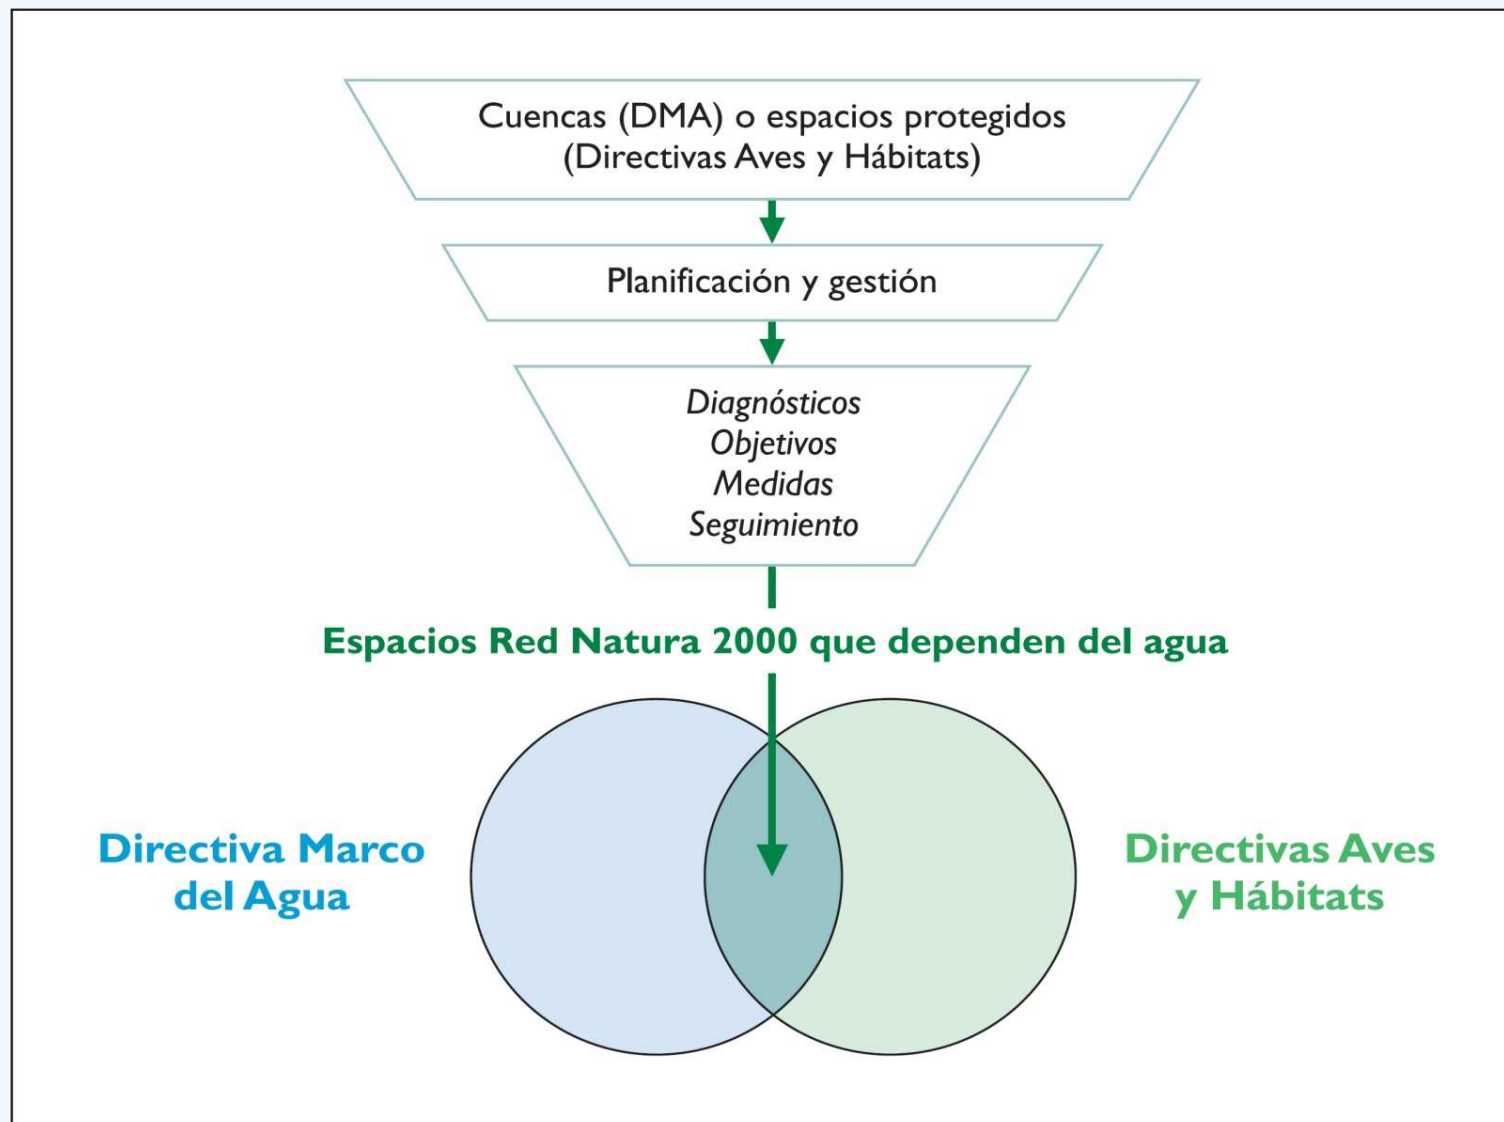 Cuencas (DMA) o espacios protegidos
(Directivas Aves y Hábitats)
Planificación y gestión
Diagnósticos
Objetivos
Medidas
Seguimiento
Espacios Red Natura 2000 que dependen del agua
Directiva Marco
del Agua
Directivas Aves
y Hábitats